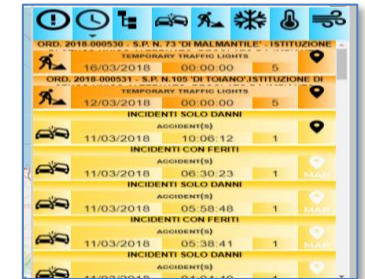 ORD. 2018-000530 - S.P. N. 73 'DI MALMANTILE' - ISTITUZIONE
TEMPORARY TRAFFIC LIGHTS
16/03/2018 00:00:00 5
ORD. 2018-000531 - S.P. N.105 'DI TOIANO'.ISTITUZIONE DI
TEMPORARY TRAFFIC LIGHTS
12/03/2018 00:00:00 5
INCIDENTI SOLO DANNI
ACCIDENT(S)
11/03/2018 10:06:12 1
INCIDENTI CON FERITI
ACCIDENT(S)
11/03/2018 06:30:23 1
MAP
INCIDENTI SOLO DANNI
ACCIDENT(S)
11/03/2018 05:58:48 1
MAP
INCIDENTI CON FERITI
ACCIDENT(S)
11/03/2018 05:38:41 1
MAP
INCIDENTI SOLO DANNI
ACCIDENT(S)